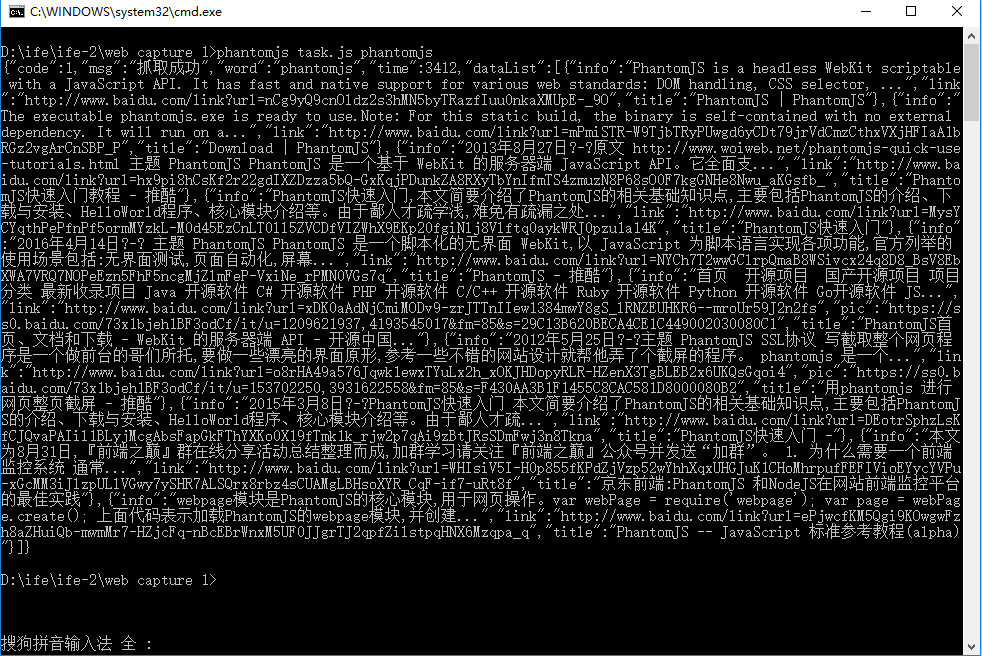 C:\WINDOWS\system32\cmd.exe
D:\ife\ife-2\web capture 1>phantomjs task.js phantomjs
{"code":1,"msg":"抓取成功","word":"phantomjs","time":3412,"dataList":[{"info":"PhantomJS is a headless WebKit scriptable
with a JavaScript API. It has fast and native support for various web standards: DOM handling, CSS selector, ...","link
":"http://www.baidu.com/link?url=nCg9yQ9cnOldz2s3hMN5byTRazfIuuOnkaXMUpE-_9O","title":"PhantomJS | PhantomJS"},{"info":"
The executable phantomjs.exe is ready to use.Note: For this static build, the binary is self-contained with no external
dependency. It will run on a...","link":"http://www.baidu.com/link?url=mPmiSTR-W9TjbTRyPUwgd6yCDt79jrVdCmzCthxVXjHFIaAlb
RGz2vgArCnSBP_P","title":"Download | PhantomJS"},{"info":"2013年8月27日?-?原文 http://www.woiweb.net/phantomjs-quick-use
-tutorials.html 主题 PhantomJS PhantomJS 是一个基于 WebKit 的服务器端 JavaScript API。它全面支...","link":"http://www.bai
du.com/link?url=hx9pi8hCsKf2r22gdIXZDzza5bQ-GxKqjPDunkZA8RXyTbYnIfmTS4zmuzN8P68sOOF7kgGNHe8Nwu_aKGsfb_","title":"Phanto
mJS快速入门教程 - 推酷"},{"info":"PhantomJS快速入门,本文简要介绍了PhantomJS的相关基础知识点,主要包括PhantomJS的介绍、下
载与安装、HelloWorld程序、核心模块介绍等。由于鄙人才疏学浅,难免有疏漏之处...","link":"http://www.baidu.com/link?url=MysY
CYqthPePfnPf5ormMYzkL-M0d45EzCnLT0115ZVCDfVIZWhX9EKp20fgiNlj8VlftqOaykWRJ0pzulal4K","title":"PhantomJS快速入门"},{"info"
:"2016年4月14日?-? 主题 PhantomJS PhantomJS 是一个脚本化的无界面 WebKit,以 JavaScript 为脚本语言实现各项功能,官方列举的
使用场景包括:无界面测试,页面自动化,屏幕...","link":"http://www.baidu.com/link?url=NYCh7T2wwGClrpQmaB8WSivcx24q8D8_BsV8Eb
XWA7VRQ7NOPeEzn5FhF5ncgMjZlmFeP-VxiNe_rPMN0VGs7q","title":"PhantomJS - 推酷"},{"info":"首页 开源项目 国产开源项目 项目
分类 最新收录项目 Java 开源软件 C# 开源软件 PHP 开源软件 C/C++ 开源软件 Ruby 开源软件 Python 开源软件 Go开源软件 JS...",
"link":"http://www.baidu.com/link?url=xDK0aAdNjCmiMODv9-zrJTTnIIew1384mwY8gS_1RNZEUHKR6--mroUr59J2n2fs","pic":"https://s
s0.baidu.com/73x1bjeh1BF3odCf/it/u=1209621937,4193545017&fm=85&s=29C13B620BECA4CE1C449000030080C1","title":"PhantomJS首
页、文档和下载 - WebKit 的服务器端 API - 开源中国..."},{"info":"2012年5月25日?-?主题 PhantomJS SSL协议 写截取整个网页程
序是一个做前台的哥们所托,要做一些漂亮的界面原形,参考一些不错的网站设计就帮他弄了个截屏的程序。 phantomjs 是一个...","lin
k":"http://www.baidu.com/link?url=o8rHA49a576JqwklewxTYuLx2h_xOKJHDopyRLR-HZenX3TgBLEB2x6UKQsGqoi4","pic":"https://ss0.b
aidu.com/73x1bjeh1BF3odCf/it/u=153702250,3931622558&fm=85&s=F430AA3B1F1455C8CAC581D8000080B2","title":"用phantomjs 进行
网页整页截屏 - 推酷"},{"info":"2015年3月8日?-?PhantomJS快速入门 本文简要介绍了PhantomJS的相关基础知识点,主要包括PhantomJ
S的介绍、下载与安装、HelloWorld程序、核心模块介绍等。由于鄙人才疏...","link":"http://www.baidu.com/link?url=DEotrSphzLsK
fCJQvaPAIi11BLyjMcgAbsFapGkFThYXKo0X19fTmklk_rjw2p7qAi9zBtJRsSDmFwj3n8Tkna","title":"PhantomJS快速入门 -"},{"info":"本文
为8月31日,『前端之巅』群在线分享活动总结整理而成,加群学习请关注『前端之巅』公众号并发送“加群”。 1. 为什么需要一个前端
监控系统 通常...","link":"http://www.baidu.com/link?url=WHIsiV5I-H0p855fKPdZjVzp52wYhhXqxUHGJuK1CHoMhrpufFEFIVioEYycYVPu
-xGcMM3iJlzpUL1VGwy7ySHR7ALSQrx8rbz4sCUAMgLBHsoXYR_CqF-if7-uRt8f","title":"京东前端:PhantomJS 和NodeJS在网站前端监控平台
的最佳实践"},{"info":"webpage模块是PhantomJS的核心模块,用于网页操作。var webPage = require('webpage'); var page = webPag
e.create(); 上面代码表示加载PhantomJS的webpage模块,并创建...","link":"http://www.baidu.com/link?url=ePjwcfKM5Qgi9KOwgwFz
h8aZHuiQb-mwmMr7-HZjcFq-nBcEBrWnxM5UF0JJgrTJ2qpfZilstpqHNX6Mzqpa_q","title":"PhantomJS -- JavaScript 标准参考教程(alpha)
"}]}
D:\ife\ife-2\web capture 1>
搜狗拼音输入法 全 :